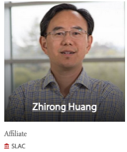 Zhirong Huang
Affiliate
SLAC